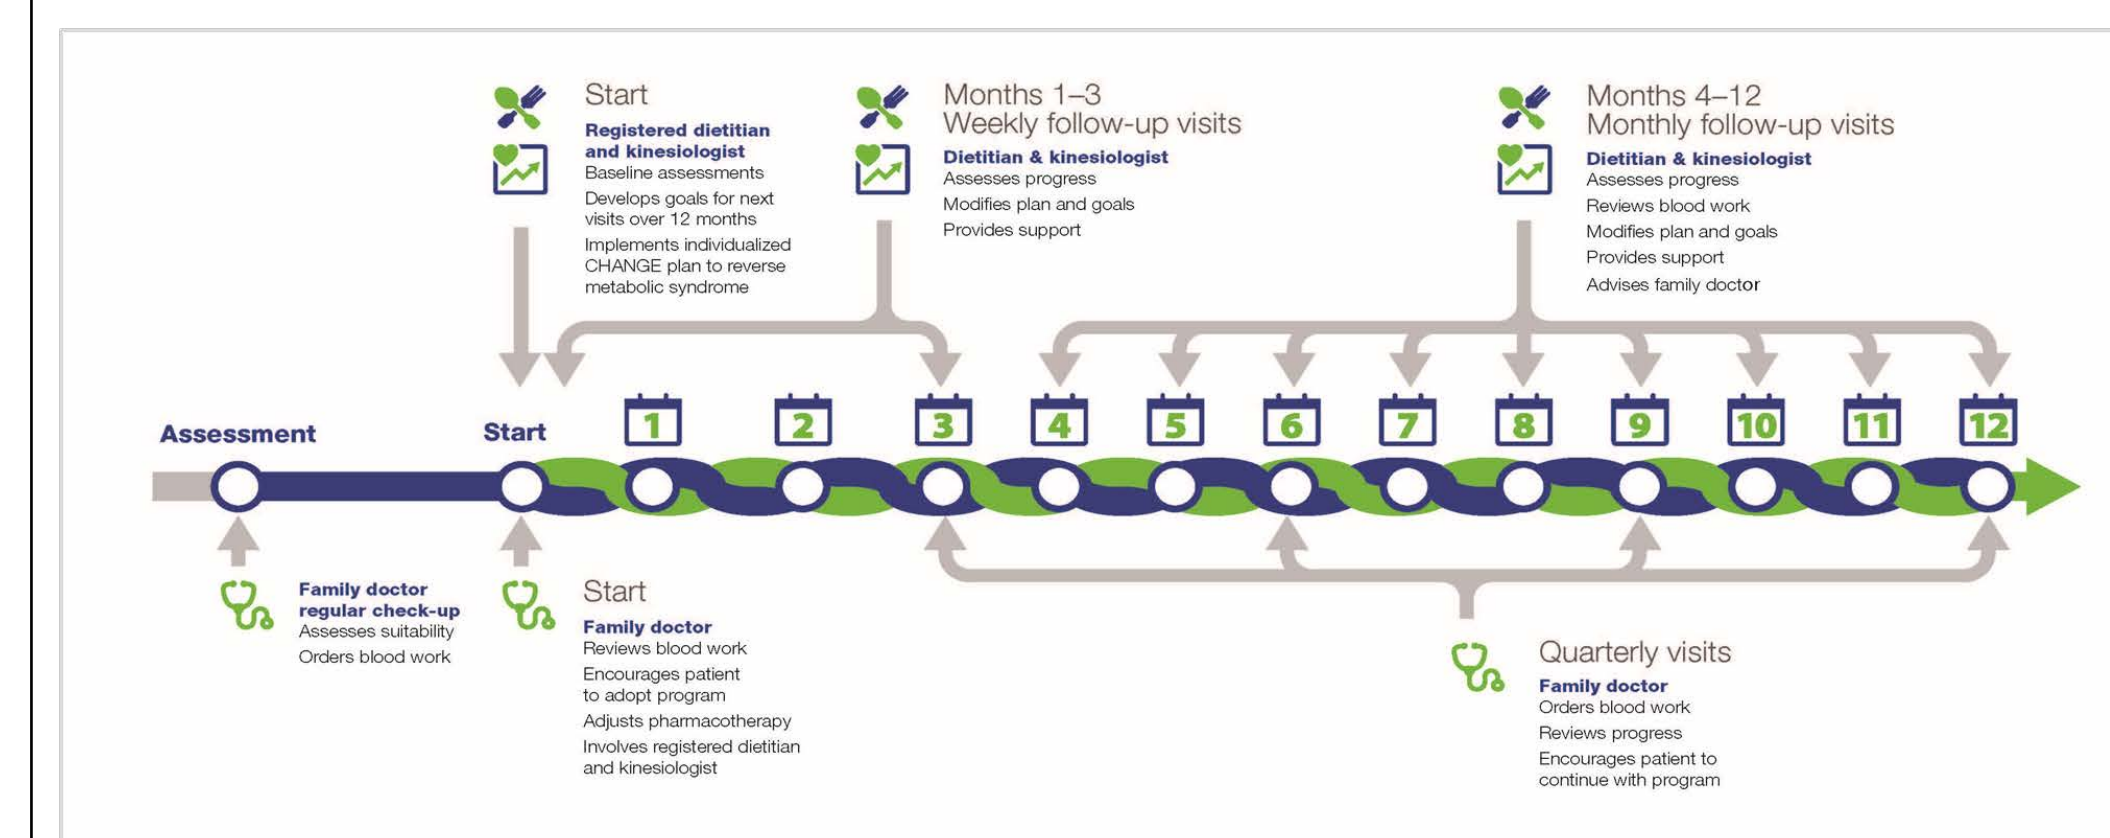 Start
Registered dietitian
and kinesiologist
Baseline assessments
Develops goals for next
visits over 12 months
Implements individualized
CHANGE plan to reverse
metabolic syndrome
Months 1–3
Weekly follow-up visits
Dietitian & kinesiologist
Assesses progress
Modifies plan and goals
Provides support
Months 4–12
Monthly follow-up visits
Dietitian & kinesiologist
Assesses progress
Reviews blood work
Modifies plan and goals
Provides support
Advises family doctor
Assessment
Start
1
2
3
4
5
6
7
8
9
10
11
12
Family doctor
regular check-up
Assesses suitability
Orders blood work
Start
Family doctor
Reviews blood work
Encourages patient
to adopt program
Adjusts pharmacotherapy
Involves registered dietitian
and kinesiologist
Quarterly visits
Family doctor
Orders blood work
Reviews progress
Encourages patient to
continue with program